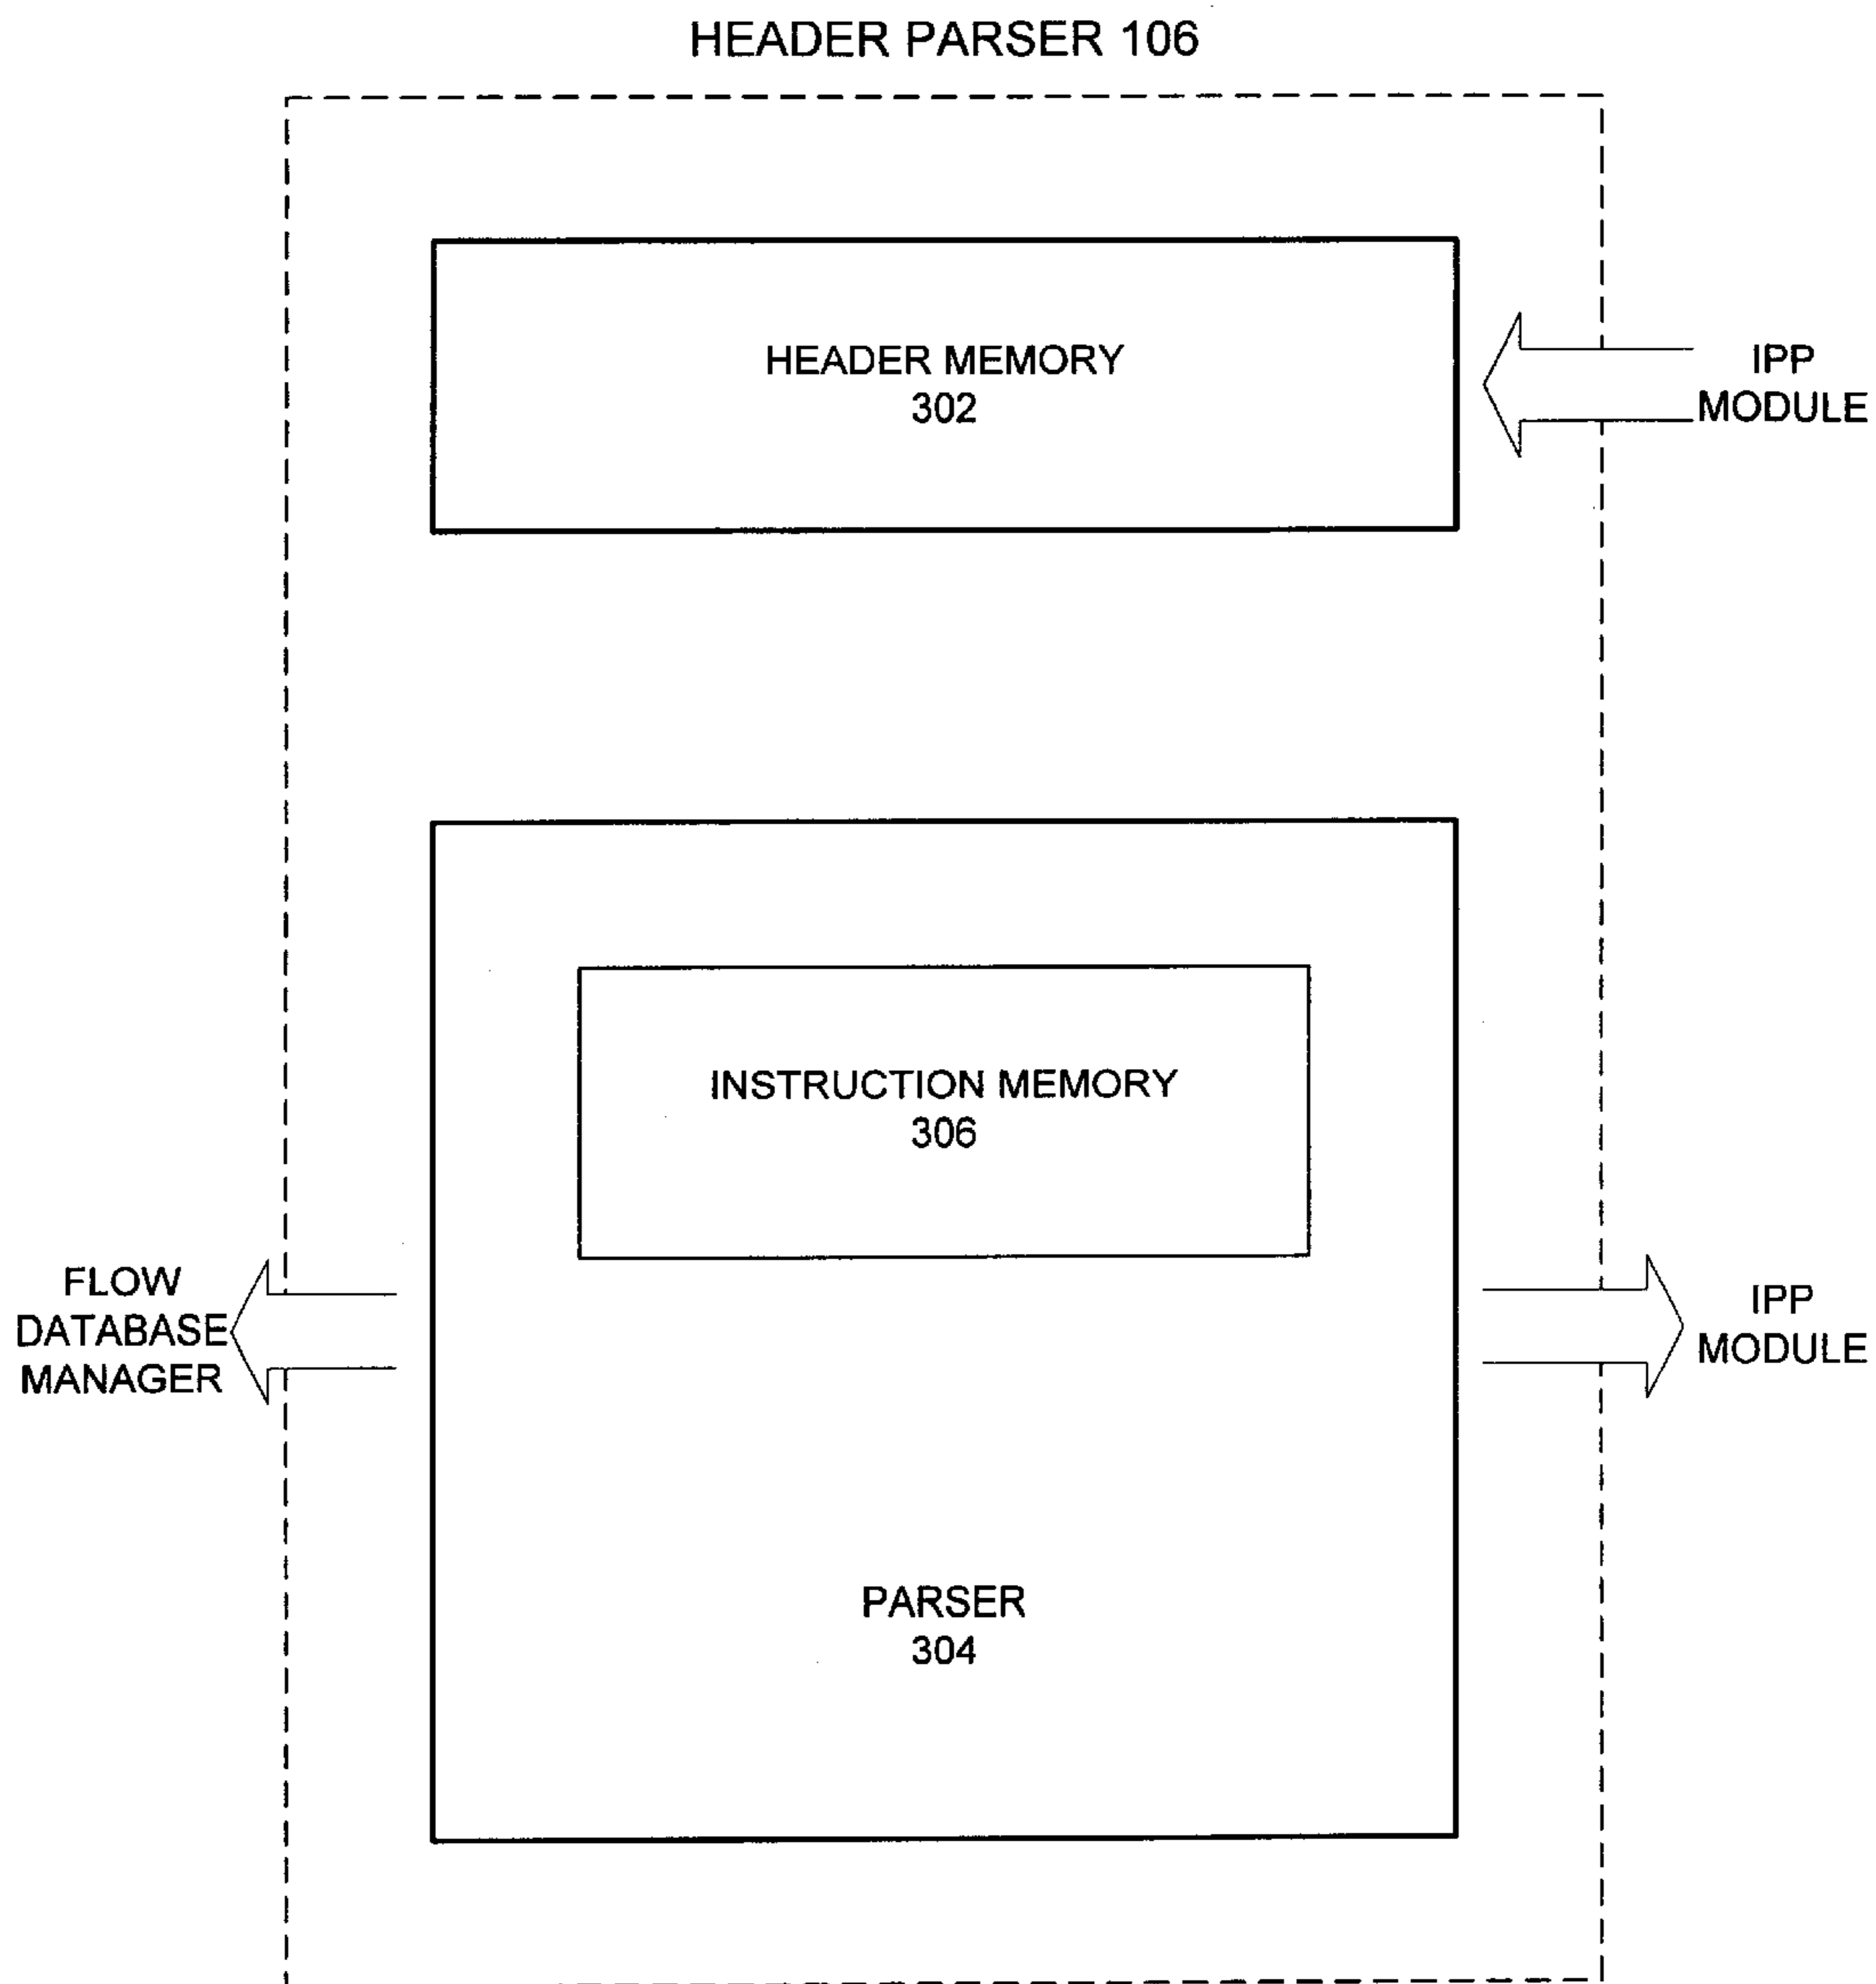 HEADER PARSER 106
HEADER MEMORY
302
IPP
MODULE
INSTRUCTION MEMORY
306
FLOW
DATABASE
MANAGER
IPP
MODULE
PARSER
304